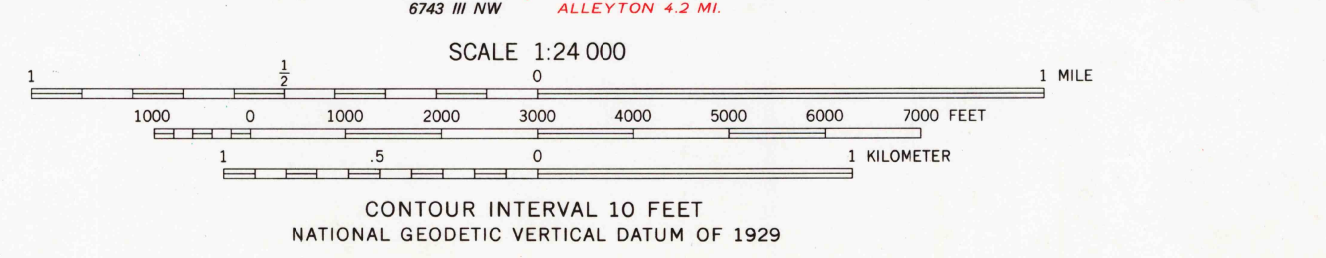 6743 III NW ALLEYTON 4.2 MI.
SCALE 1:24 000
1 1/2 0 1 MILE
1000 0 1000 2000 3000 4000 5000 6000 7000 FEET
1 .5 0 1 KILOMETER
CONTOUR INTERVAL 10 FEET
NATIONAL GEODETIC VERTICAL DATUM OF 1929